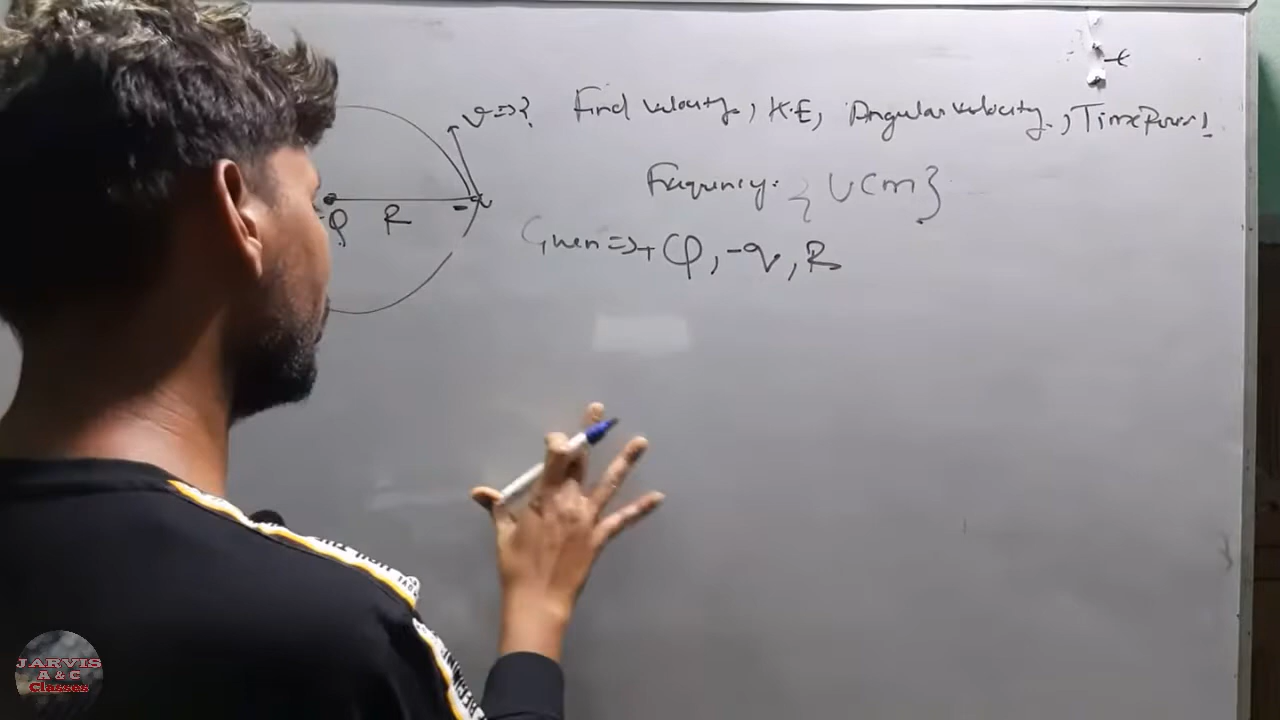 v => ? Find velocity, K.E, Angular velocity, Time Period
Frequency. { UCM }
Q R -
Given => +Q, -q, R
JARVIS
A & C
Classes